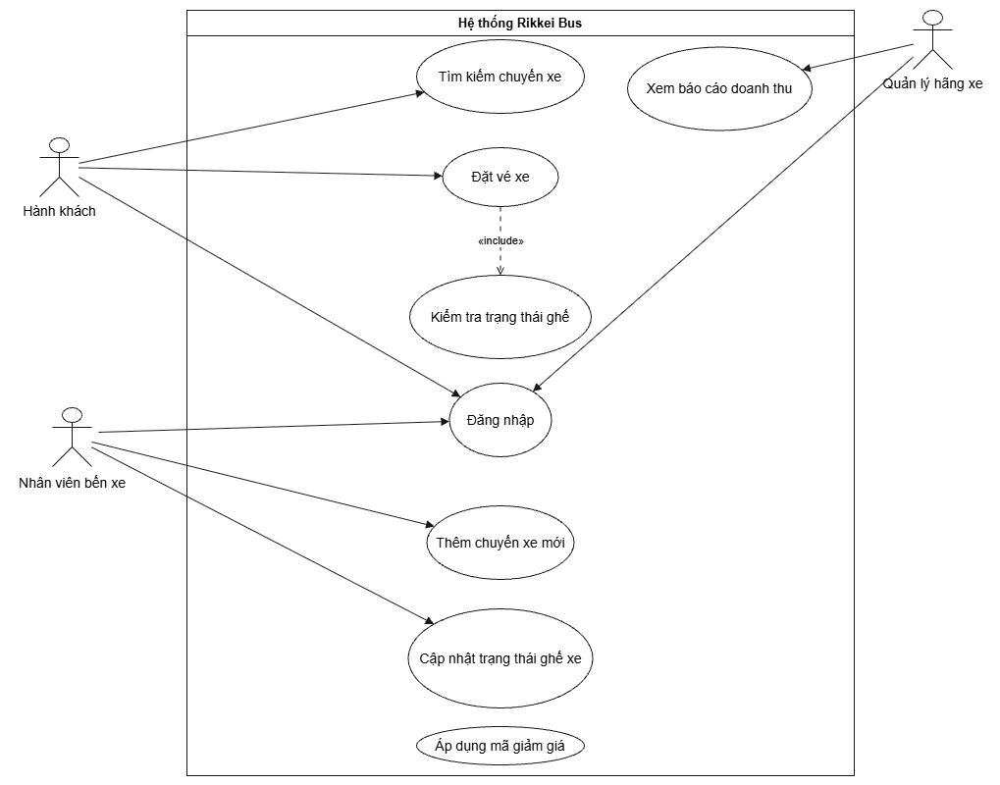 Hệ thống Rikkei Bus
Tìm kiếm chuyến xe
Xem báo cáo doanh thu
Quản lý hãng xe
Đặt vé xe
Hành khách
«include»
Kiểm tra trạng thái ghế
Đăng nhập
Nhân viên bến xe
Thêm chuyến xe mới
Cập nhật trạng thái ghế xe
Áp dụng mã giảm giá